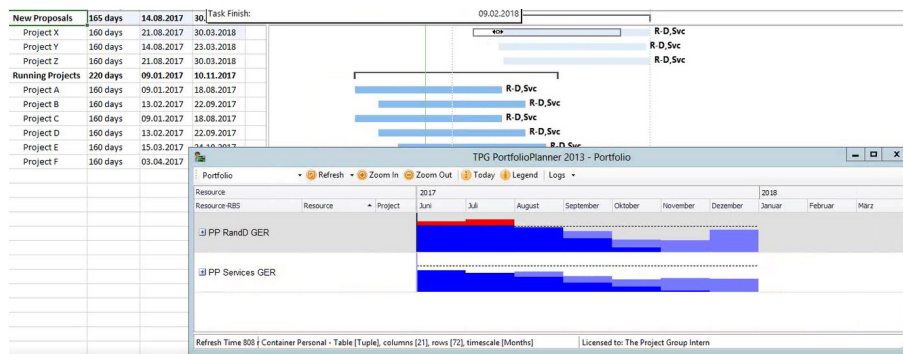 Task Finish: 09.02.2018
New Proposals 165 days 14.08.2017 30.
Project X 160 days 21.08.2017 30.03.2018 R-D,Svc
Project Y 160 days 14.08.2017 23.03.2018 R-D,Svc
Project Z 160 days 21.08.2017 30.03.2018 R-D,Svc
Running Projects 220 days 09.01.2017 10.11.2017
Project A 160 days 09.01.2017 18.08.2017 R-D,Svc
Project B 160 days 13.02.2017 22.09.2017 R-D,Svc
Project C 160 days 09.01.2017 18.08.2017 R-D,Svc
Project D 160 days 13.02.2017 22.09.2017 R-D,Svc
Project E 160 days 15.03.2017
Project F 160 days 03.04.2017
TPG PortfolioPlanner 2013 - Portfolio
Portfolio Refresh Zoom In Zoom Out Today Legend Logs
Resource 2017 2018
Resource-RBS Resource Project Juni Juli August September Oktober November Dezember Januar Februar März
PP RandD GER
PP Services GER
Refresh Time 808 Container Personal - Table [Tuple], columns [21], rows [72], timescale [Months] Licensed to: The Project Group Intern